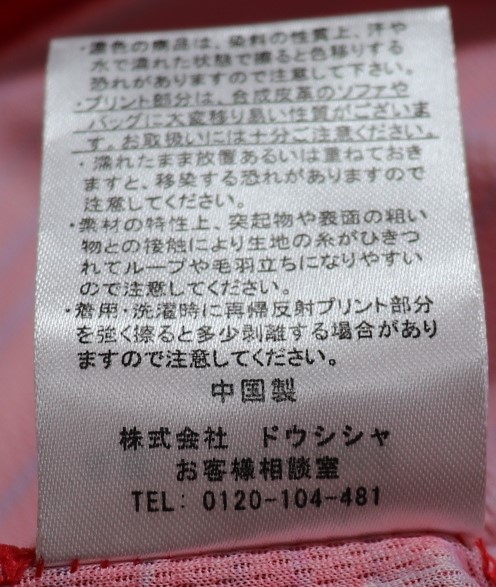 ・濃色の商品は、染料の性質上、汗や
水で濡れた状態で擦ると色移りする
恐れがありますので注意して下さい。
・プリント部分は、合成皮革のソファや
バッグに大変移り易い性質がございま
す。お取扱いには十分ご注意ください。
・濡れたまま放置あるいは重ねておき
ますと、移染する恐れがありますので
注意してください。
・素材の特性上、突起物や表面の粗い
物との接触により生地の糸がひきつ
れてループや毛羽立ちになりやすい
ので注意してください。
・着用・洗濯時に再帰反射プリント部分
を強く擦ると多少剥離する場合があり
ますので注意してください。
中国製
株式会社 ドウシシャ
お客様相談室
TEL: 0120-104-481